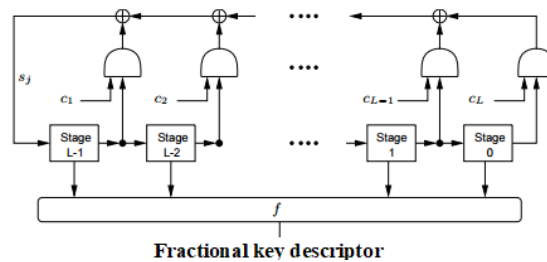 s_j
c_1
c_2
c_{L-1}
c_L
Stage
L-1
Stage
L-2
Stage
1
Stage
0
f
Fractional key descriptor